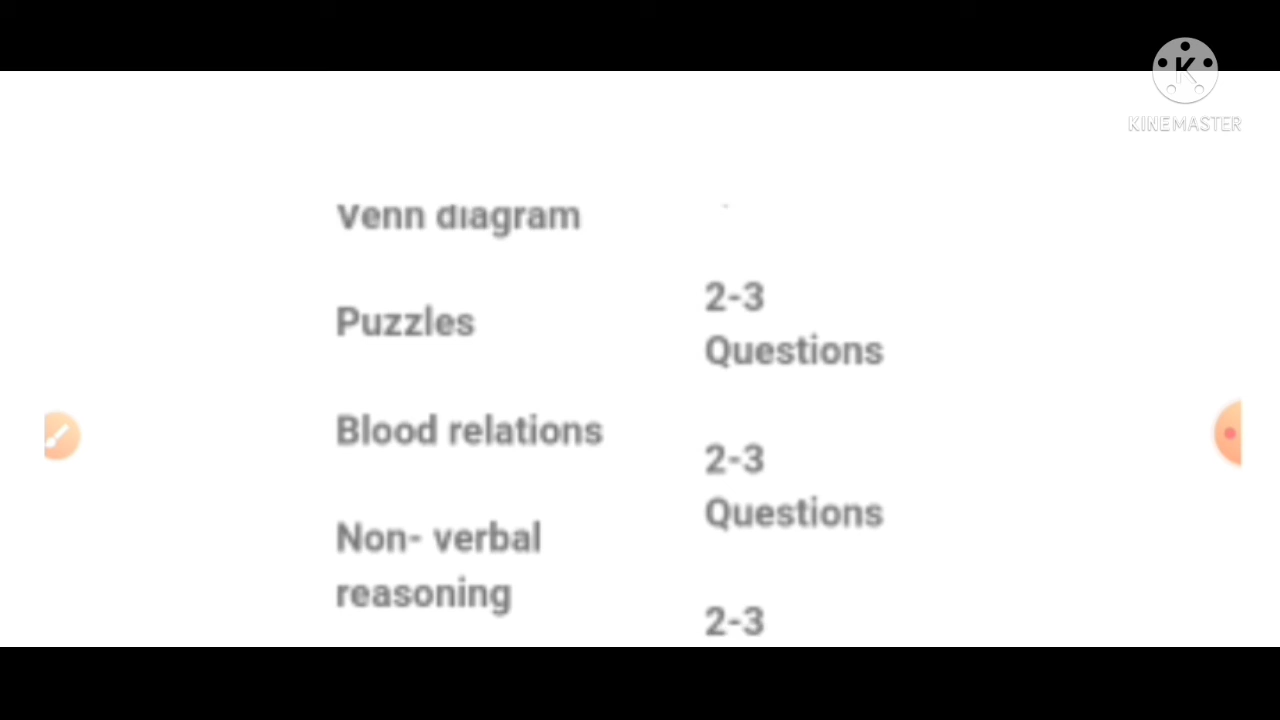 KINEMASTER
Venn diagram
Puzzles
2-3
Questions
Blood relations
2-3
Questions
Non- verbal
reasoning
2-3